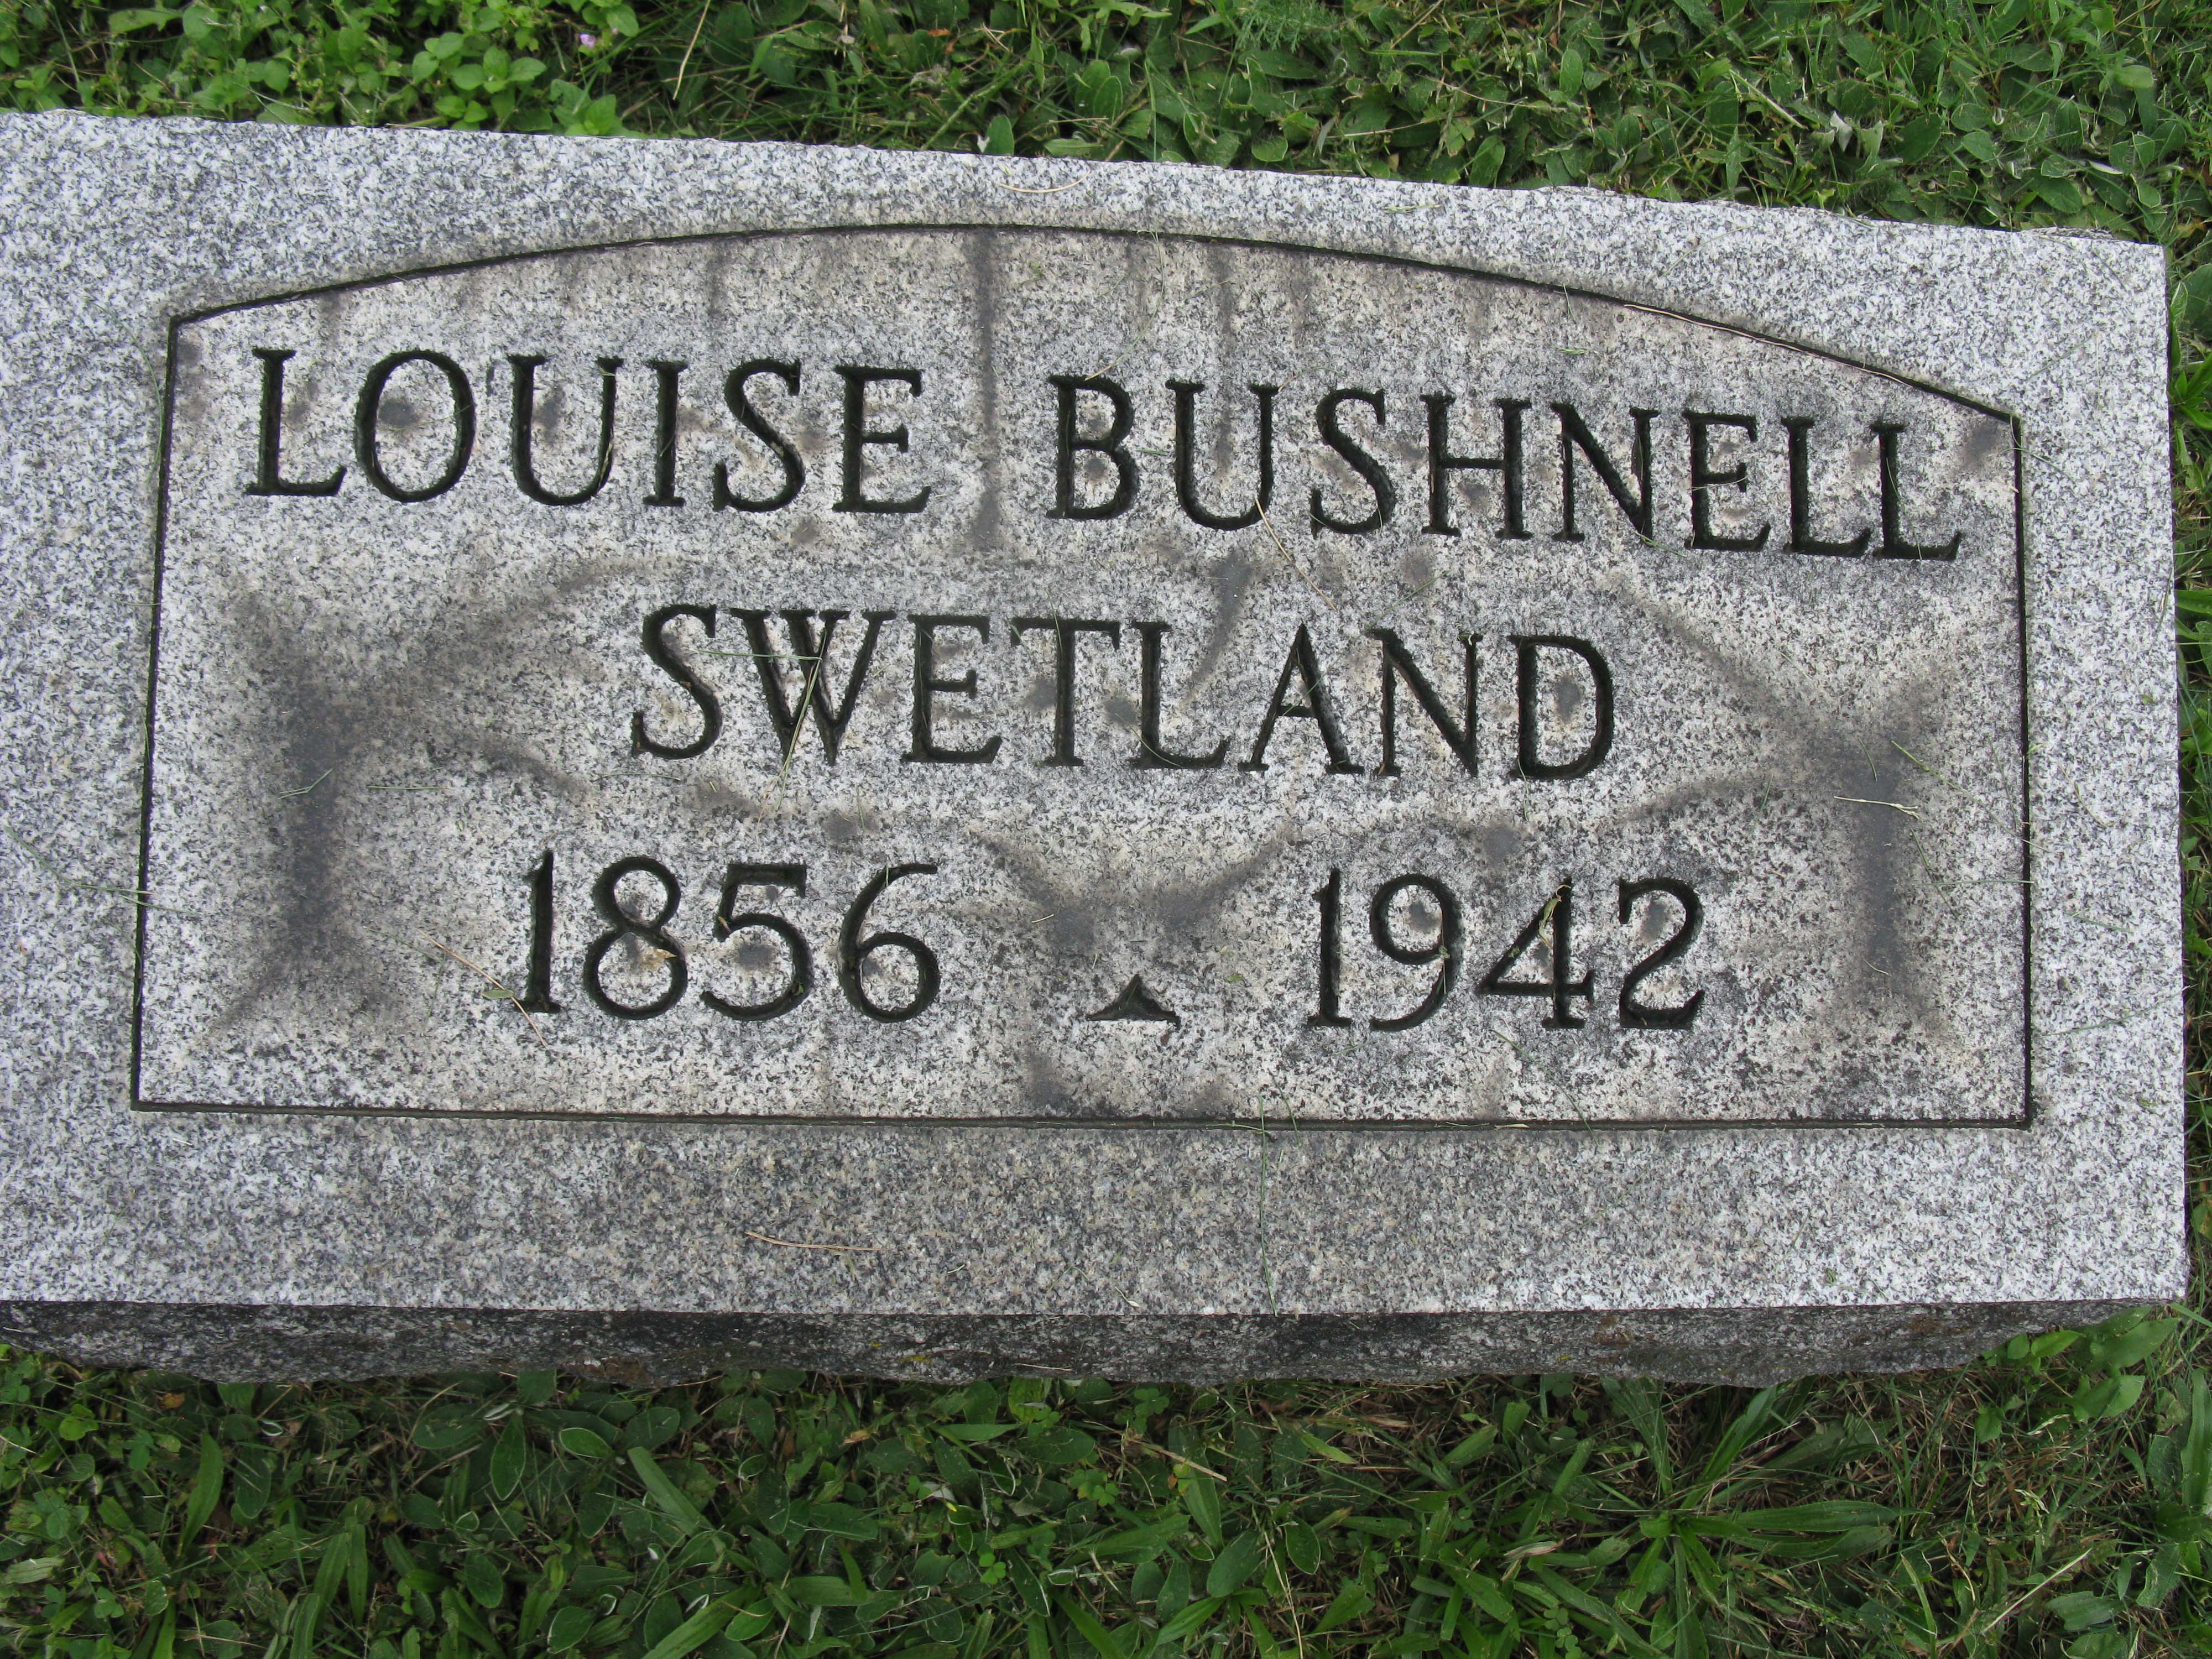 LOUISE BUSHNELL
SWETLAND
1856 1942